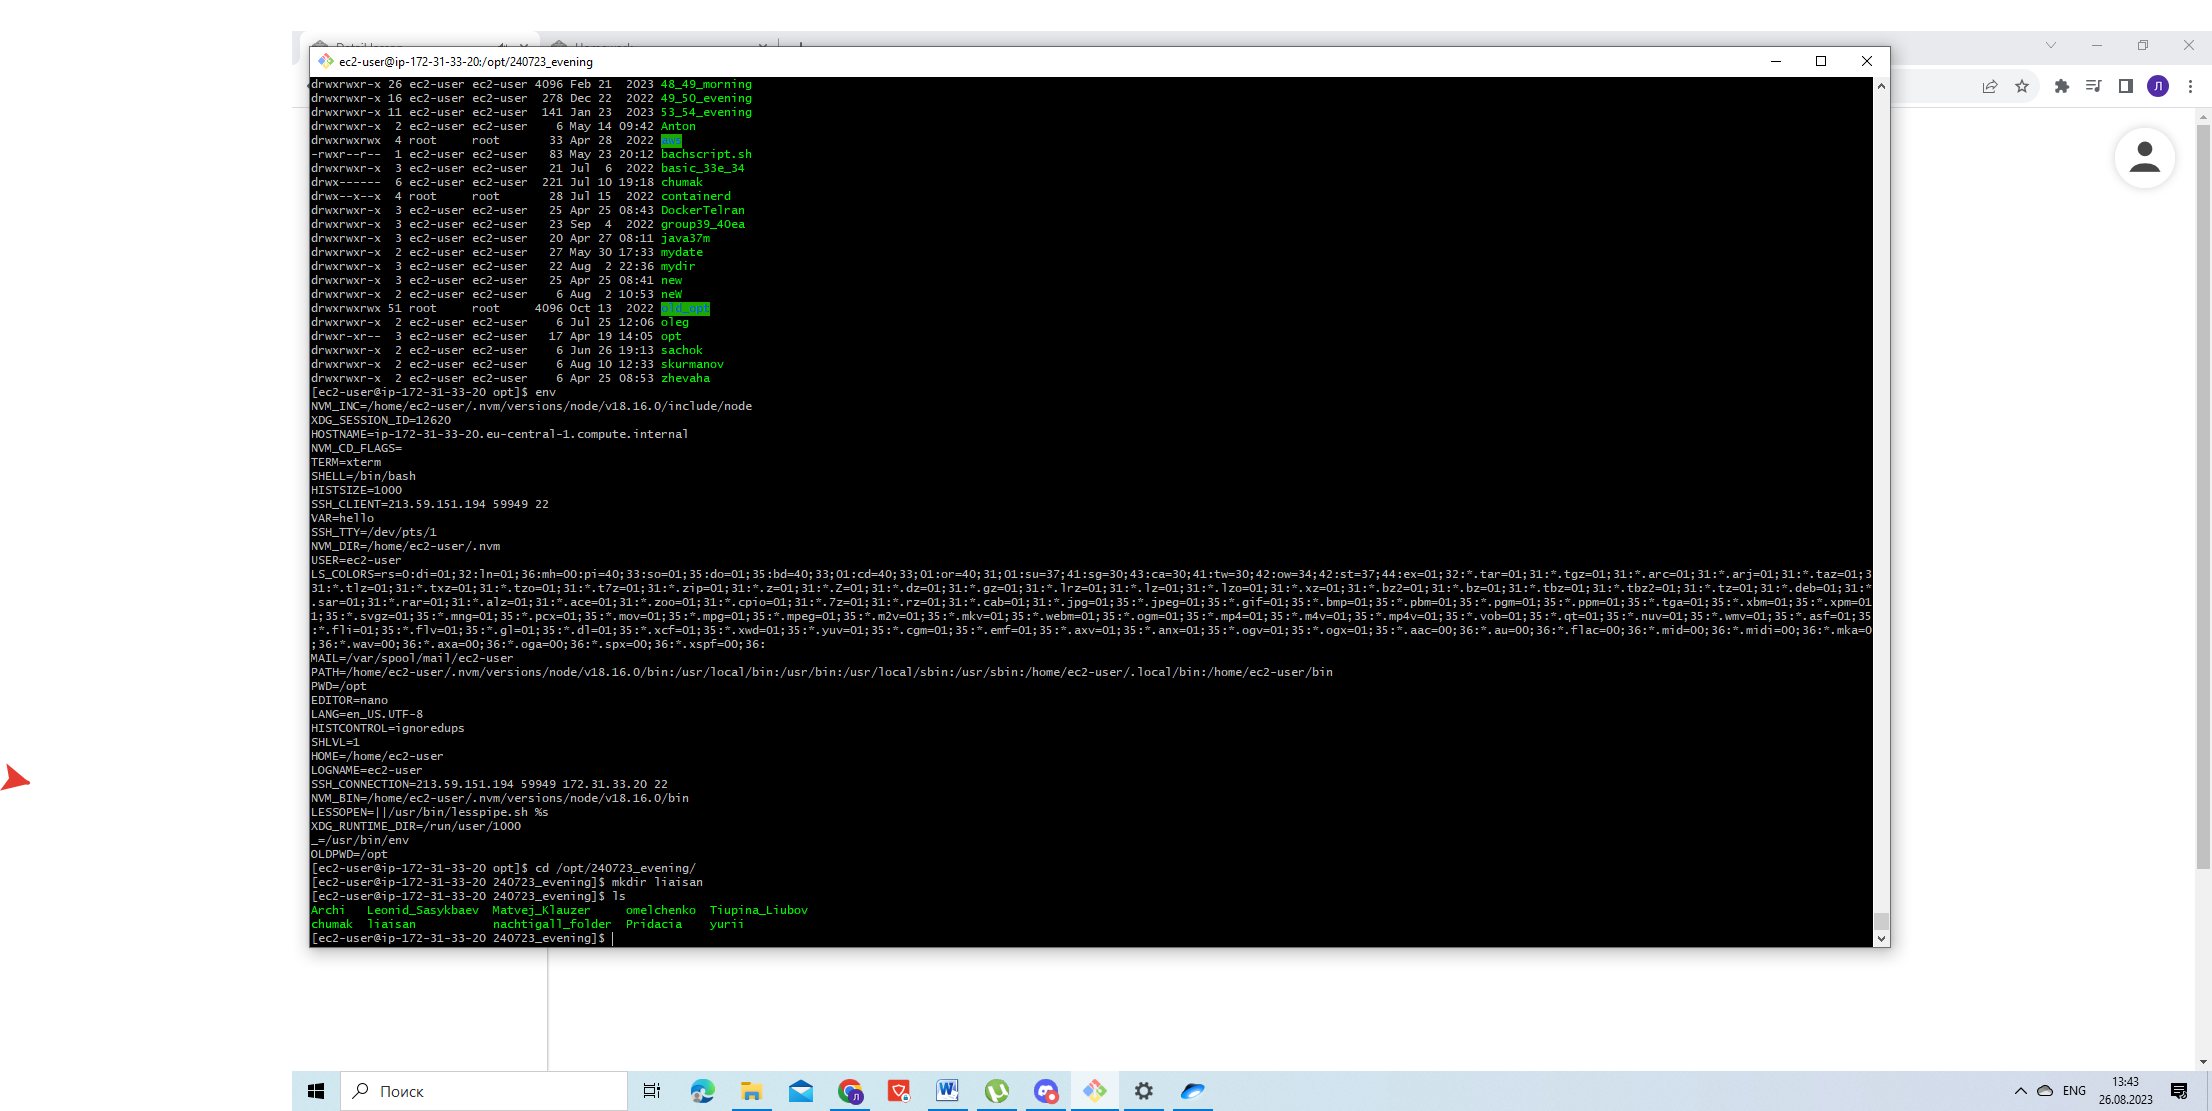 ec2-user@ip-172-31-33-20:/opt/240723_evening
drwxrwxr-x 26 ec2-user ec2-user 4096 Feb 21  2023 48_49_morning
drwxrwxr-x 16 ec2-user ec2-user  278 Dec 22  2022 49_50_evening
drwxrwxr-x 11 ec2-user ec2-user  141 Jan 23  2023 53_54_evening
drwxrwxr-x  2 ec2-user ec2-user    6 May 14 09:42 Anton
drwxrwxrwx  4 root     root       33 Apr 28  2022
-rwxr--r--  1 ec2-user ec2-user   83 May 23 20:12 bachscript.sh
drwxrwxr-x  3 ec2-user ec2-user   21 Jul  6  2022 basic_33e_34
drwx------  6 ec2-user ec2-user  221 Jul 10 19:18 chumak
drwx--x--x  4 root     root       28 Jul 15  2022 containerd
drwxrwxr-x  3 ec2-user ec2-user   25 Apr 25 08:43 DockerTelran
drwxrwxr-x  3 ec2-user ec2-user   23 Sep  4  2022 group39_40ea
drwxrwxr-x  3 ec2-user ec2-user   20 Apr 27 08:11 java37m
drwxrwxr-x  2 ec2-user ec2-user   27 May 30 17:33 mydate
drwxrwxr-x  3 ec2-user ec2-user   22 Aug  2 22:36 mydir
drwxrwxr-x  3 ec2-user ec2-user   25 Apr 25 08:41 new
drwxrwxr-x  2 ec2-user ec2-user    6 Aug  2 10:53 neW
drwxrwxrwx 51 root     root     4096 Oct 13  2022 old_opt
drwxrwxr-x  2 ec2-user ec2-user    6 Jul 25 12:06 oleg
drwxr-xr--  3 ec2-user ec2-user   17 Apr 19 14:05 opt
drwxrwxr-x  2 ec2-user ec2-user    6 Jun 26 19:13 sachok
drwxrwxr-x  2 ec2-user ec2-user    6 Aug 10 12:33 skurmanov
drwxrwxr-x  2 ec2-user ec2-user    6 Apr 25 08:53 zhevaha
[ec2-user@ip-172-31-33-20 opt]$ env
NVM_INC=/home/ec2-user/.nvm/versions/node/v18.16.0/include/node
XDG_SESSION_ID=12620
HOSTNAME=ip-172-31-33-20.eu-central-1.compute.internal
NVM_CD_FLAGS=
TERM=xterm
SHELL=/bin/bash
HISTSIZE=1000
SSH_CLIENT=213.59.151.194 59949 22
VAR=hello
SSH_TTY=/dev/pts/1
NVM_DIR=/home/ec2-user/.nvm
USER=ec2-user
LS_COLORS=rs=0:di=01;32:ln=01;36:mh=00:pi=40;33:so=01;35:do=01;35:bd=40;33;01:cd=40;33;01:or=40;31;01:su=37;41:sg=30;43:ca=30;41:tw=30;42:ow=34;42:st=37;44:ex=01;32:*.tar=01;31:*.tgz=01;31:*.arc=01;31:*.arj=01;31:*.taz=01;3
31:*.tlz=01;31:*.txz=01;31:*.tzo=01;31:*.t7z=01;31:*.zip=01;31:*.z=01;31:*.Z=01;31:*.dz=01;31:*.gz=01;31:*.lrz=01;31:*.lz=01;31:*.lzo=01;31:*.xz=01;31:*.bz2=01;31:*.bz=01;31:*.tbz=01;31:*.tbz2=01;31:*.tz=01;31:*.deb=01;31:*
.sar=01;31:*.rar=01;31:*.alz=01;31:*.ace=01;31:*.zoo=01;31:*.cpio=01;31:*.7z=01;31:*.rz=01;31:*.cab=01;31:*.jpg=01;35:*.jpeg=01;35:*.gif=01;35:*.bmp=01;35:*.pbm=01;35:*.pgm=01;35:*.ppm=01;35:*.tga=01;35:*.xbm=01;35:*.xpm=01
1;35:*.svgz=01;35:*.mng=01;35:*.pcx=01;35:*.mov=01;35:*.mpg=01;35:*.mpeg=01;35:*.m2v=01;35:*.mkv=01;35:*.webm=01;35:*.ogm=01;35:*.mp4=01;35:*.m4v=01;35:*.mp4v=01;35:*.vob=01;35:*.qt=01;35:*.nuv=01;35:*.wmv=01;35:*.asf=01;35
:*.fli=01;35:*.flv=01;35:*.gl=01;35:*.dl=01;35:*.xcf=01;35:*.xwd=01;35:*.yuv=01;35:*.cgm=01;35:*.emf=01;35:*.axv=01;35:*.anx=01;35:*.ogv=01;35:*.ogx=01;35:*.aac=00;36:*.au=00;36:*.flac=00;36:*.mid=00;36:*.midi=00;36:*.mka=0
;36:*.wav=00;36:*.axa=00;36:*.oga=00;36:*.spx=00;36:*.xspf=00;36:
MAIL=/var/spool/mail/ec2-user
PATH=/home/ec2-user/.nvm/versions/node/v18.16.0/bin:/usr/local/bin:/usr/bin:/usr/local/sbin:/usr/sbin:/home/ec2-user/.local/bin:/home/ec2-user/bin
PWD=/opt
EDITOR=nano
LANG=en_US.UTF-8
HISTCONTROL=ignoredups
SHLVL=1
HOME=/home/ec2-user
LOGNAME=ec2-user
SSH_CONNECTION=213.59.151.194 59949 172.31.33.20 22
NVM_BIN=/home/ec2-user/.nvm/versions/node/v18.16.0/bin
LESSOPEN=||/usr/bin/lesspipe.sh %s
XDG_RUNTIME_DIR=/run/user/1000
_=/usr/bin/env
OLDPWD=/opt
[ec2-user@ip-172-31-33-20 opt]$ cd /opt/240723_evening/
[ec2-user@ip-172-31-33-20 240723_evening]$ mkdir liaisan
[ec2-user@ip-172-31-33-20 240723_evening]$ ls
Archi   Leonid_Sasykbaev  Matvej_Klauzer     omelchenko  Tiupina_Liubov
chumak  liaisan           nachtigall_folder  Pridacia    yurii
[ec2-user@ip-172-31-33-20 240723_evening]$
Л
Поиск
Л
ENG
13:43
26.08.2023